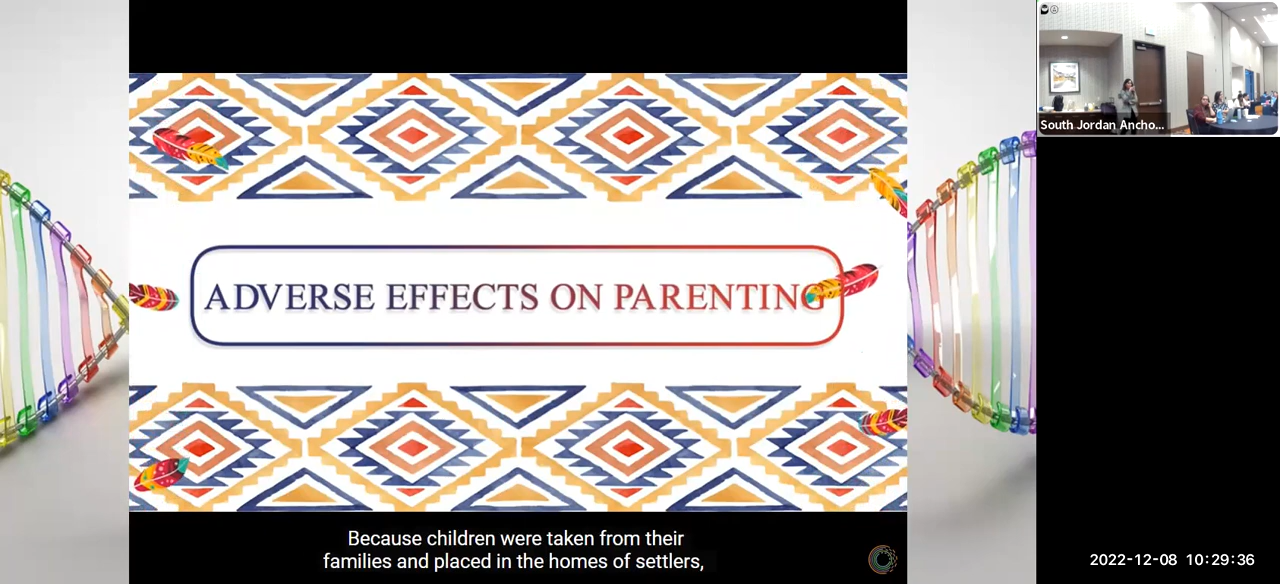 South Jordan Ancho...
ADVERSE EFFECTS ON PARENTING
Because children were taken from their
families and placed in the homes of settlers,
2022-12-08 10:29:36